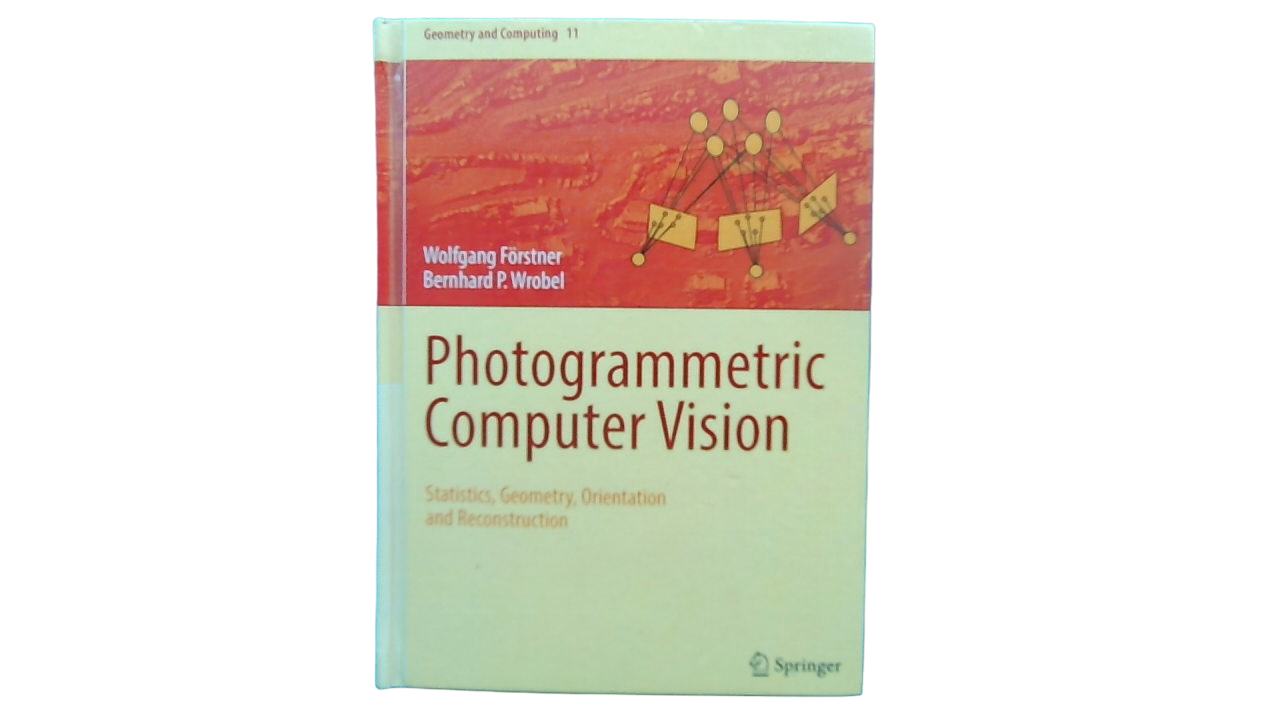 Geometry and Computing 11
Wolfgang Förstner
Bernhard P. Wrobel
Photogrammetric
Computer Vision
Statistics, Geometry, Orientation
and Reconstruction
Springer